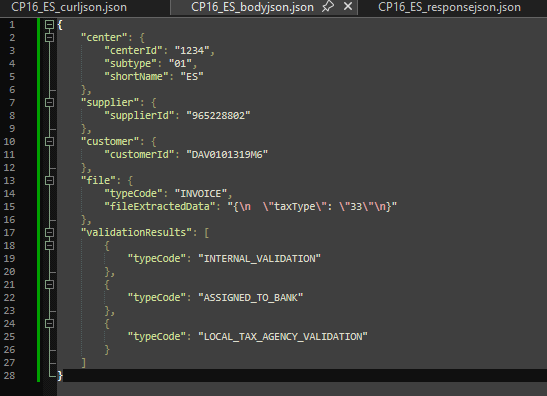 CP16_ES_curljson.json CP16_ES_bodyjson.json CP16_ES_responsejson.json
1 {
2 "center": {
3 "centerId": "1234",
4 "subtype": "01",
5 "shortName": "ES"
6 },
7 "supplier": {
8 "supplierId": "965228802"
9 },
10 "customer": {
11 "customerId": "DAV0101319M6"
12 },
13 "file": {
14 "typeCode": "INVOICE",
15 "fileExtractedData": "{\n  \"taxType\": \"33\"\n}"
16 },
17 "validationResults": [
18 {
19 "typeCode": "INTERNAL_VALIDATION"
20 },
21 {
22 "typeCode": "ASSIGNED_TO_BANK"
23 },
24 {
25 "typeCode": "LOCAL_TAX_AGENCY_VALIDATION"
26 }
27 ]
28 }